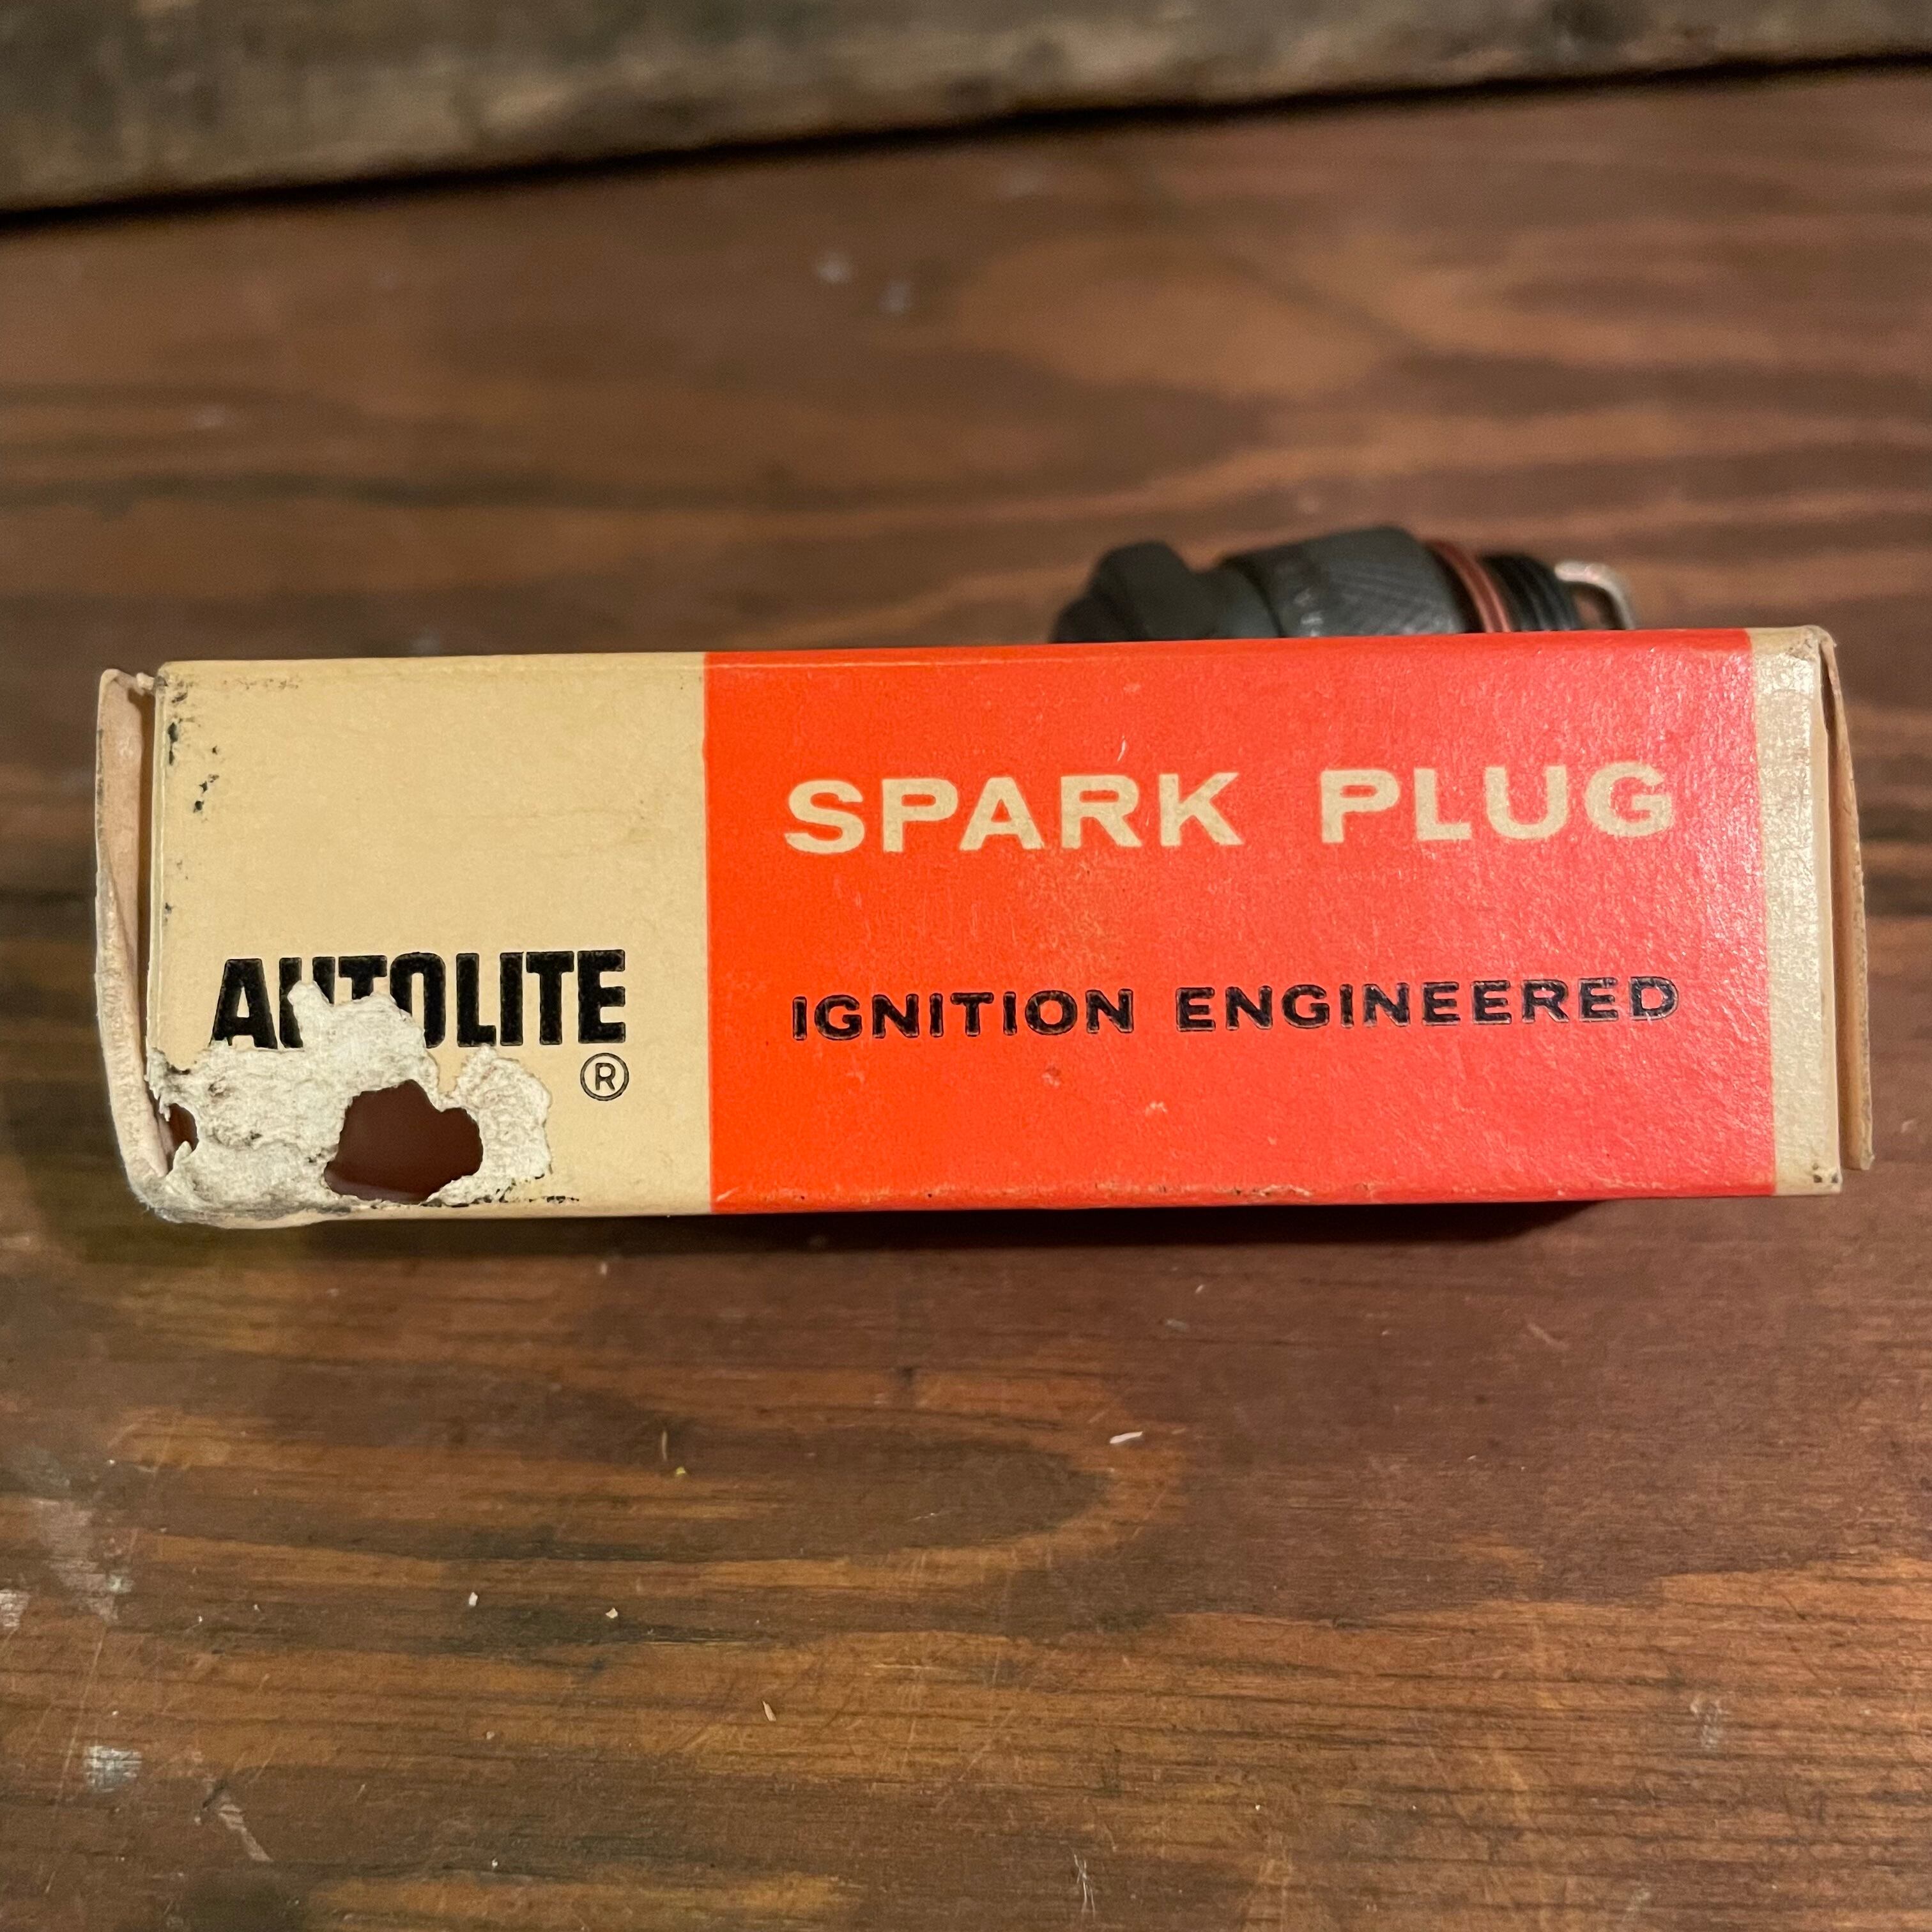 AUTOLITE
®
SPARK PLUG
IGNITION ENGINEERED